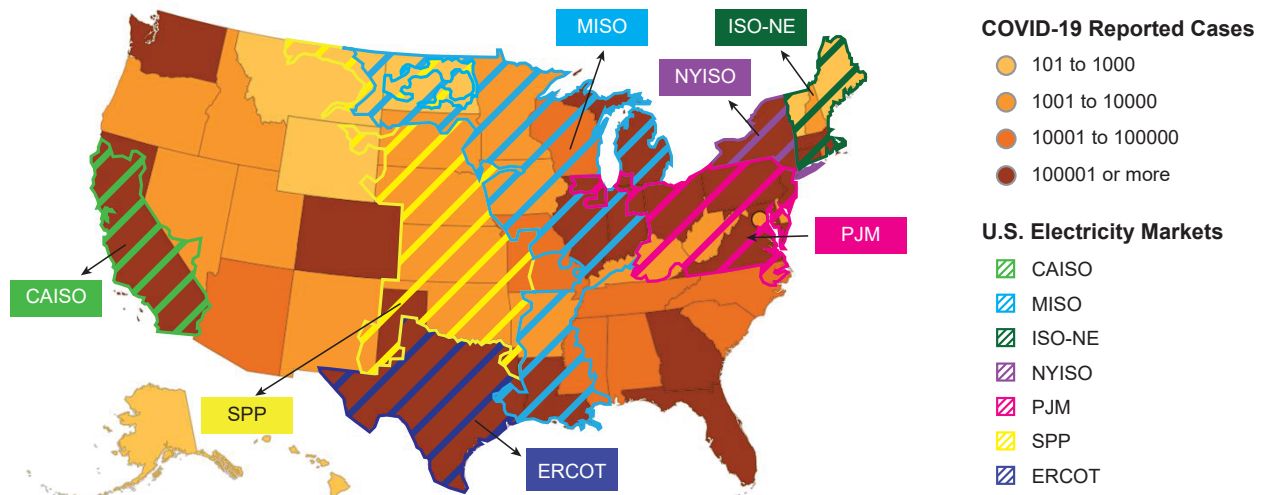 MISO
ISO-NE
NYISO
PJM
CAISO
SPP
ERCOT
COVID-19 Reported Cases
101 to 1000
1001 to 10000
10001 to 100000
100001 or more
U.S. Electricity Markets
CAISO
MISO
ISO-NE
NYISO
PJM
SPP
ERCOT